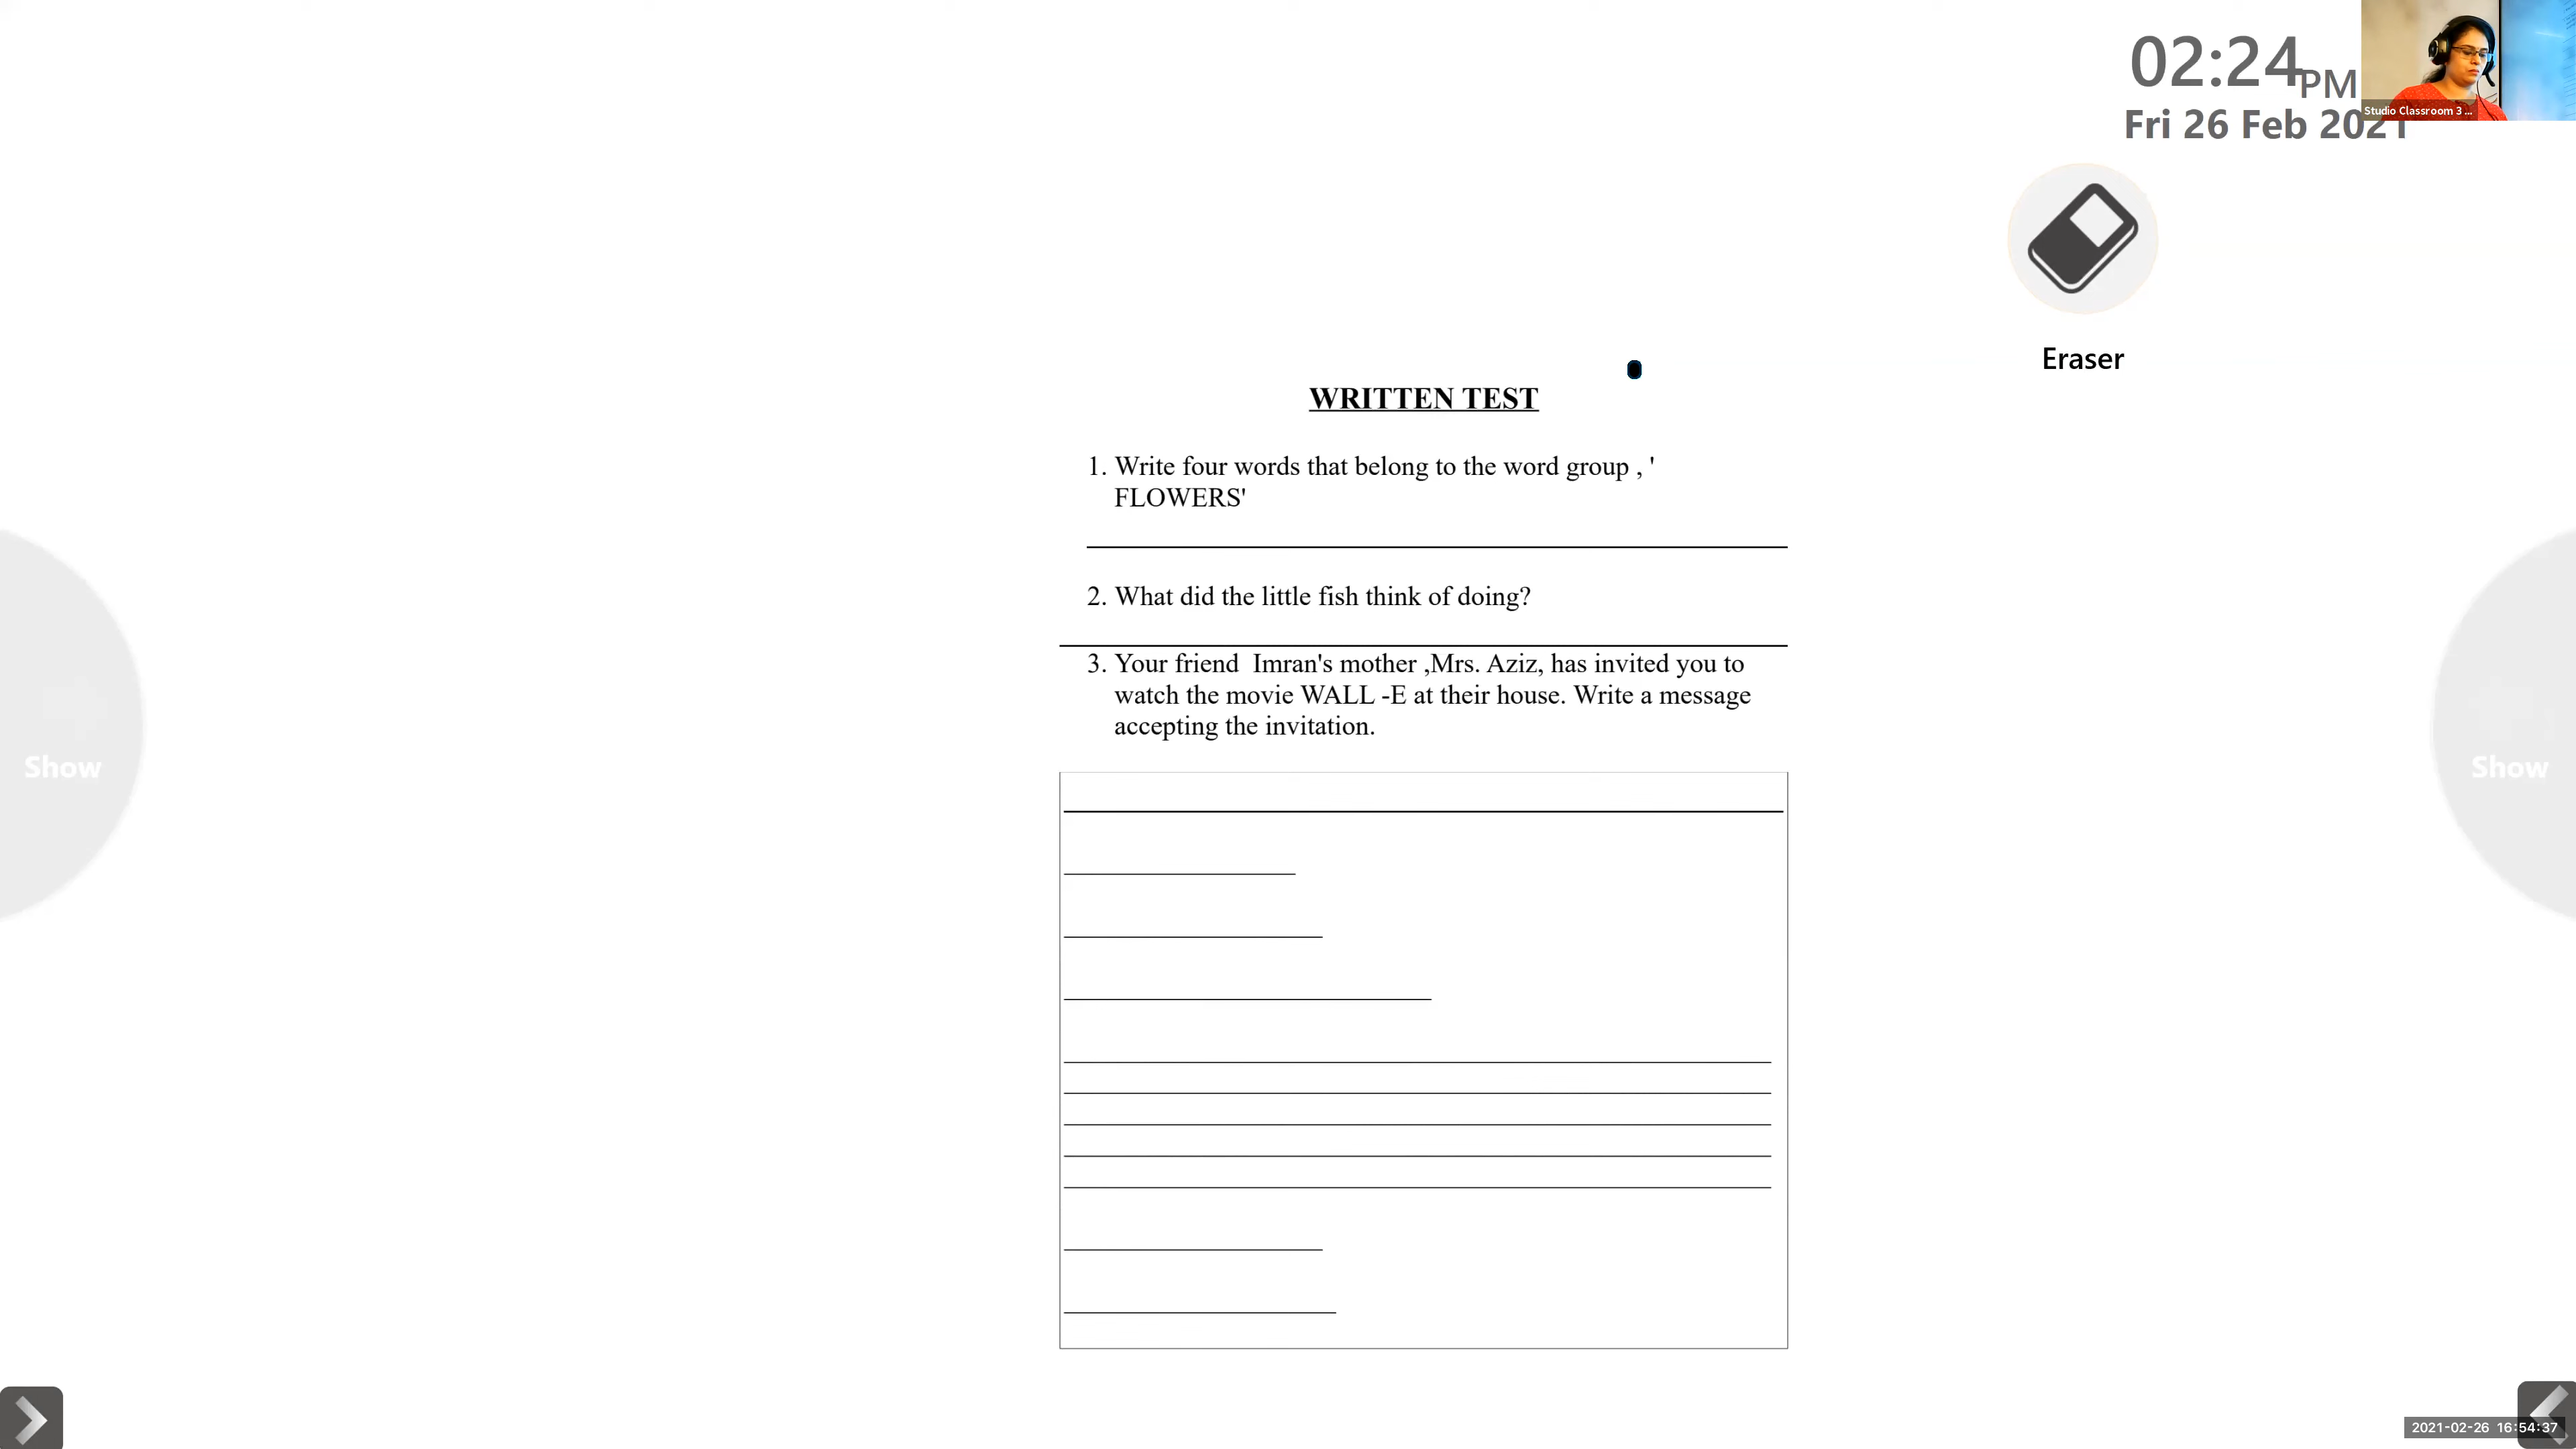 02:24 PM
Fri 26 Feb 2021
Studio Classroom 3 ...
Eraser
WRITTEN TEST
1. Write four words that belong to the word group , '
FLOWERS'
2. What did the little fish think of doing?
3. Your friend  Imran's mother ,Mrs. Aziz, has invited you to
watch the movie WALL -E at their house. Write a message
accepting the invitation.
Show
Show
2021-02-26 16:54:37